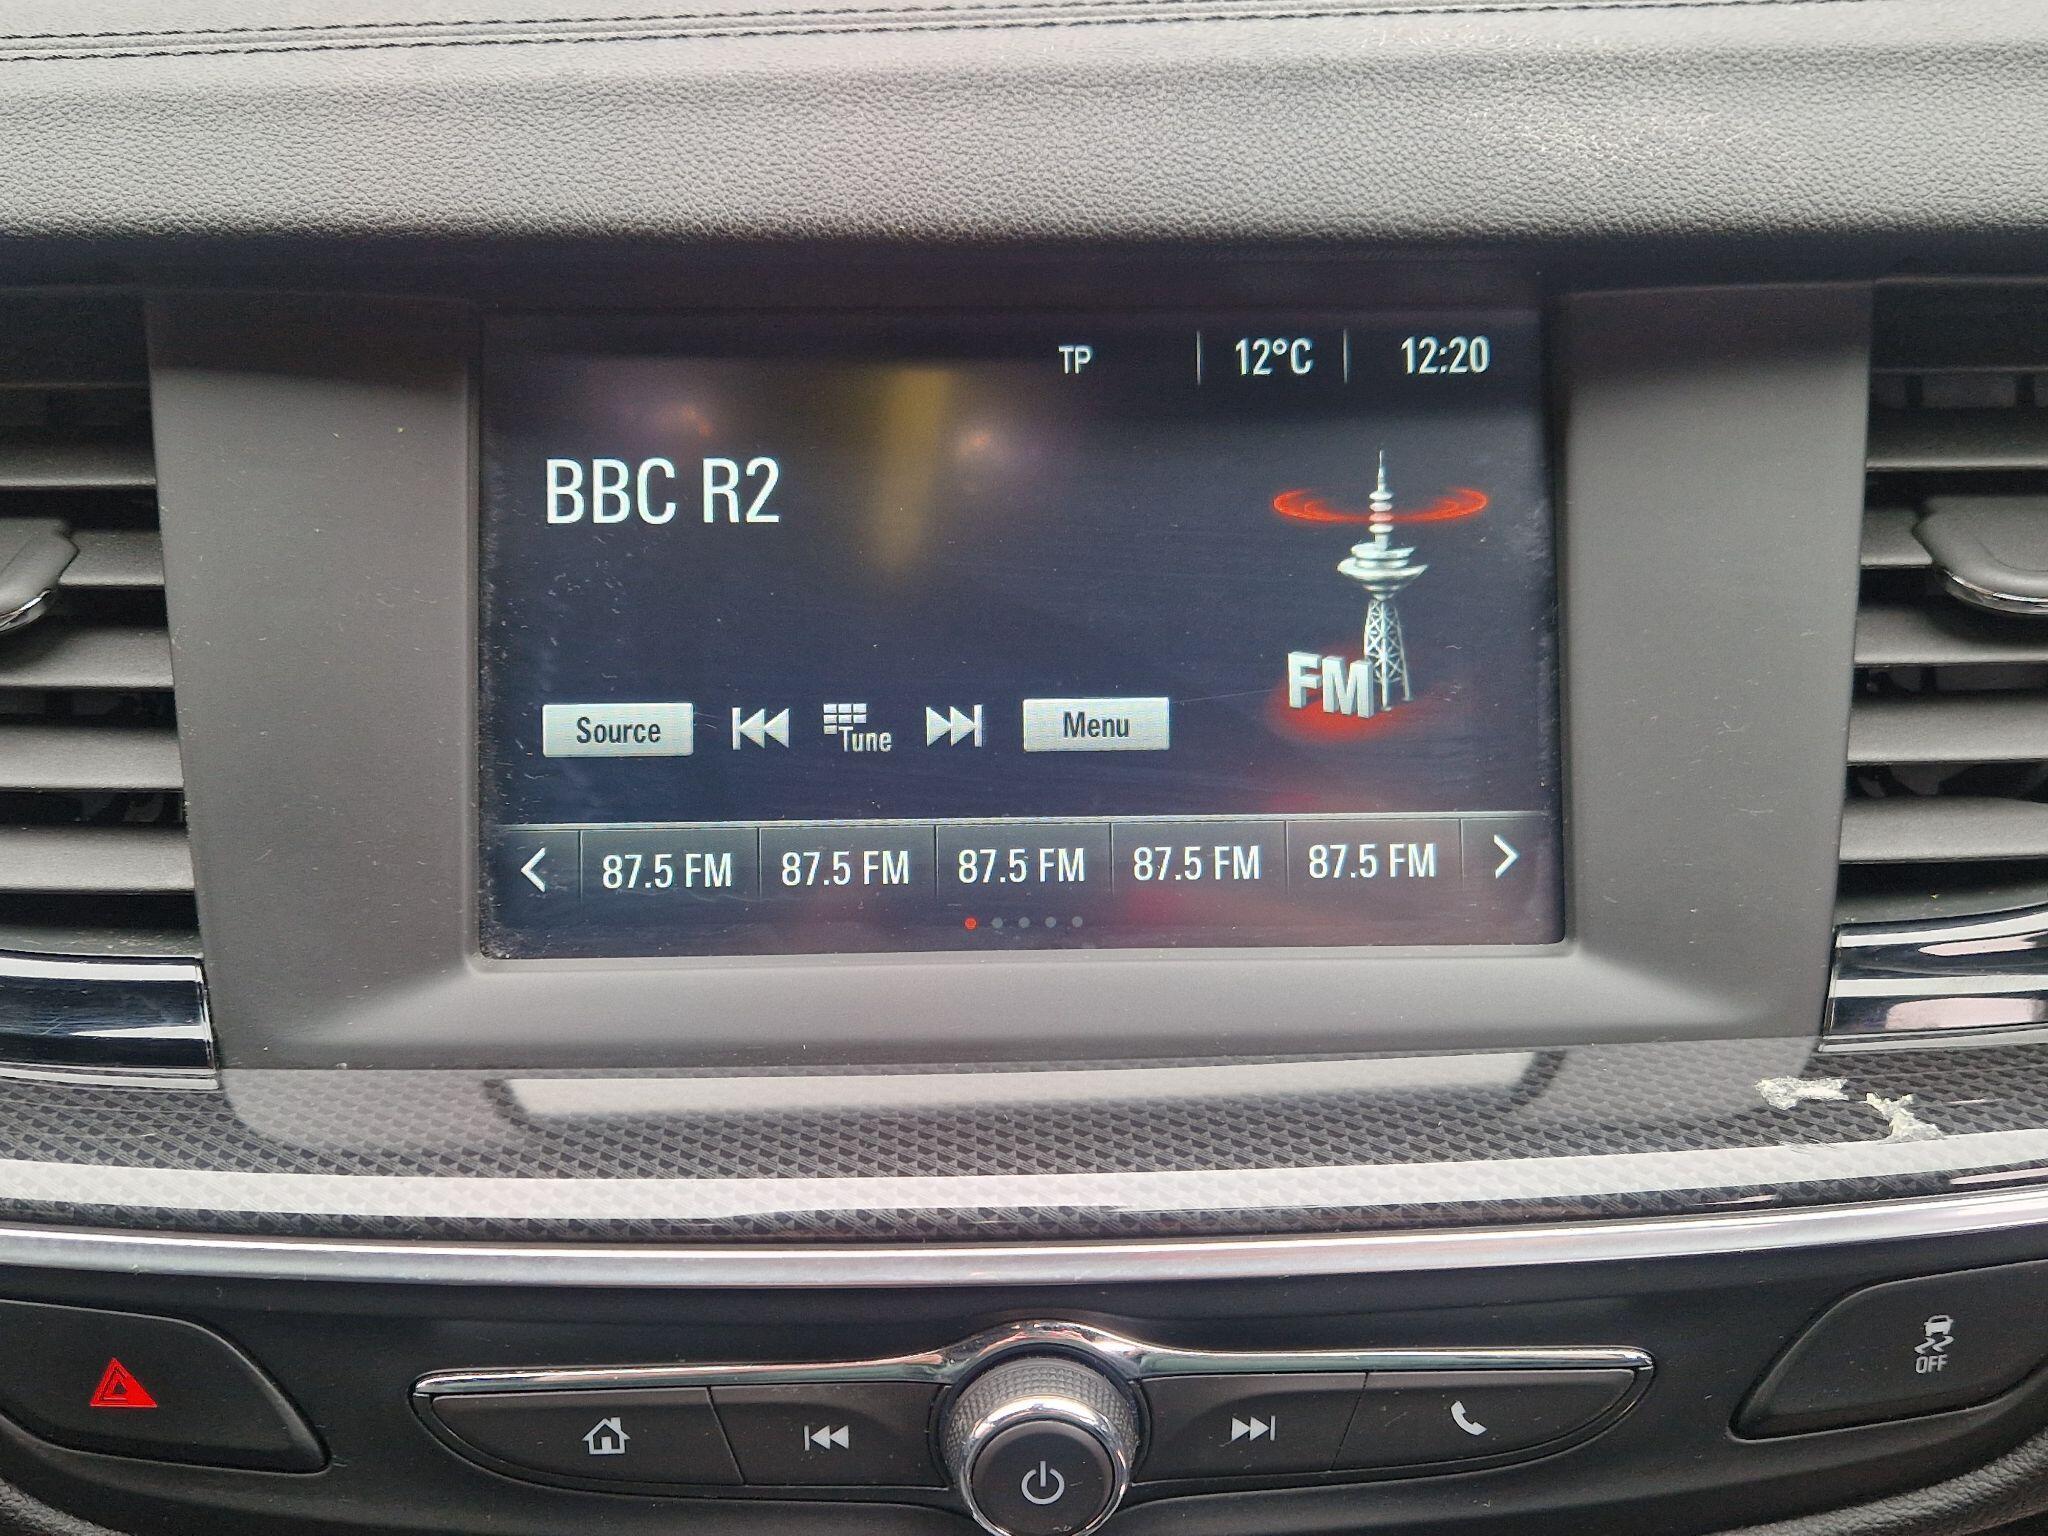 TP 12°C 12:20
BBC R2
FM
Source Tune Menu
87.5 FM 87.5 FM 87.5 FM 87.5 FM 87.5 FM
OFF